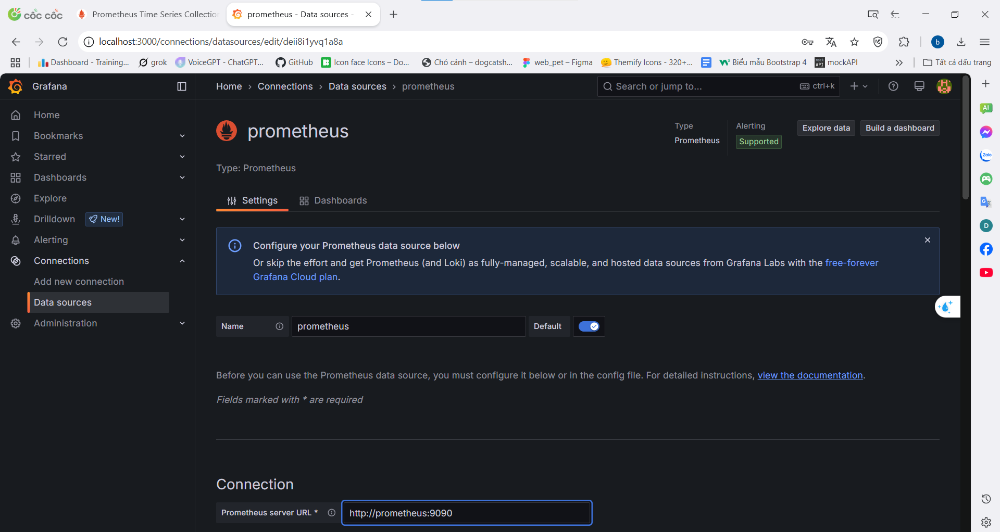 cốc cốc
Prometheus Time Series Collectio
prometheus - Data sources -
localhost:3000/connections/datasources/edit/deii8i1yvq1a8a
b
Dashboard - Training...
grok
VoiceGPT - ChatGPT...
GitHub
Icon face Icons – Do...
Chó cảnh – dogcatsh...
web_pet – Figma
Themify Icons - 320+...
Biểu mẫu Bootstrap 4
mock API
mockAPI
Tất cả dấu trang
Grafana
Home › Connections › Data sources › prometheus
Search or jump to...
ctrl+k
Home
Bookmarks
Starred
Dashboards
Explore
Drilldown
New!
Alerting
Connections
Add new connection
Data sources
Administration
prometheus
Type
Prometheus
Alerting
Supported
Explore data
Build a dashboard
Type: Prometheus
Settings
Dashboards
Configure your Prometheus data source below
Or skip the effort and get Prometheus (and Loki) as fully-managed, scalable, and hosted data sources from Grafana Labs with the free-forever
Grafana Cloud plan.
Name
prometheus
Default
Before you can use the Prometheus data source, you must configure it below or in the config file. For detailed instructions, view the documentation.
Fields marked with * are required
Connection
Prometheus server URL *
http://prometheus:9090
AI
Zalo
G
D